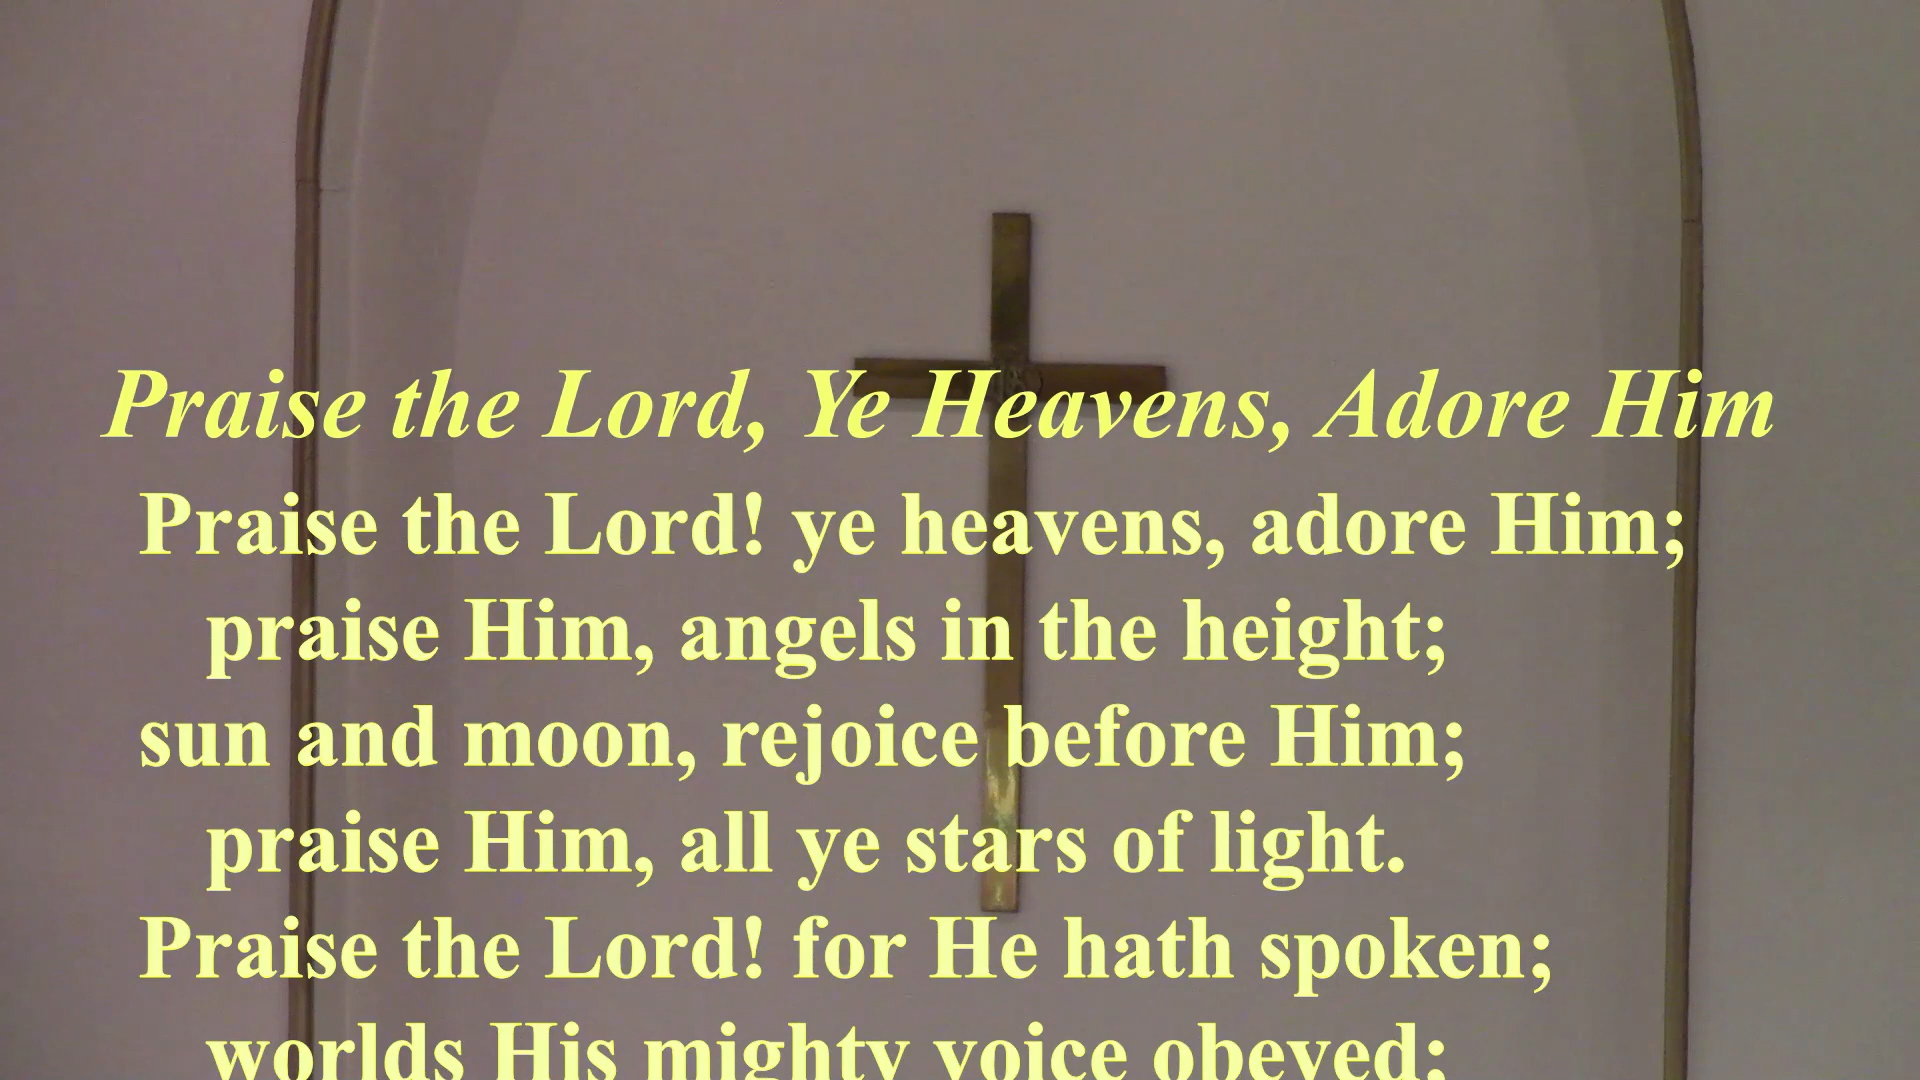 Praise the Lord, Ye Heavens, Adore Him
Praise the Lord! ye heavens, adore Him;
praise Him, angels in the height;
sun and moon, rejoice before Him;
praise Him, all ye stars of light.
Praise the Lord! for He hath spoken;
worlds His mighty voice obeyed;